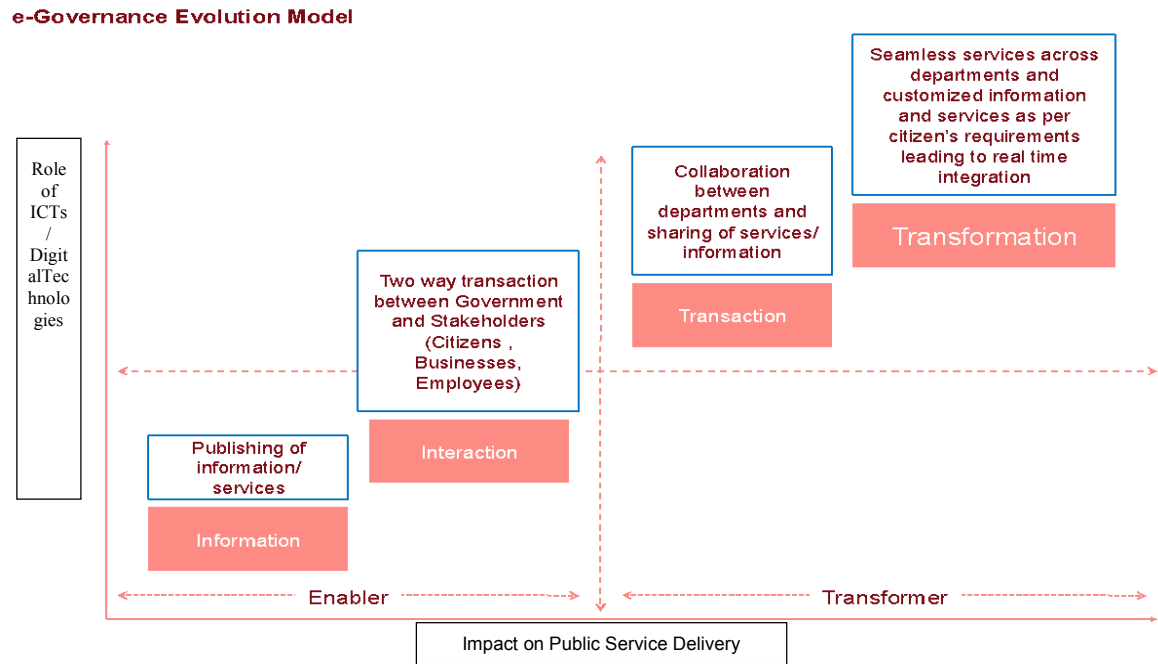 e-Governance Evolution Model
Seamless services across
departments and
customized information
and services as per
citizen's requirements
leading to real time
integration
Transformation
Collaboration
between
departments and
sharing of services/
information
Transaction
Two way transaction
between Government
and Stakeholders
(Citizens ,
Businesses,
Employees)
Interaction
Publishing of
information/
services
Information
Role
of
ICTs
/
Digit
alTec
hnolo
gies
Enabler
Transformer
Impact on Public Service Delivery